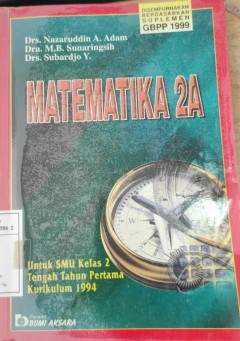 Drs. Nazaruddin A. Adam
Dra. M.B. Sunaringsih
Drs. Subardjo Y.
DISEMPURNAKAN
BERDASARKAN
SUPLEMEN
GBPP 1999
MATEMATIKA 2A
Untuk SMU Kelas 2
Tengah Tahun Pertama
Kurikulum 1994
Penerbit
BUMI AKSARA